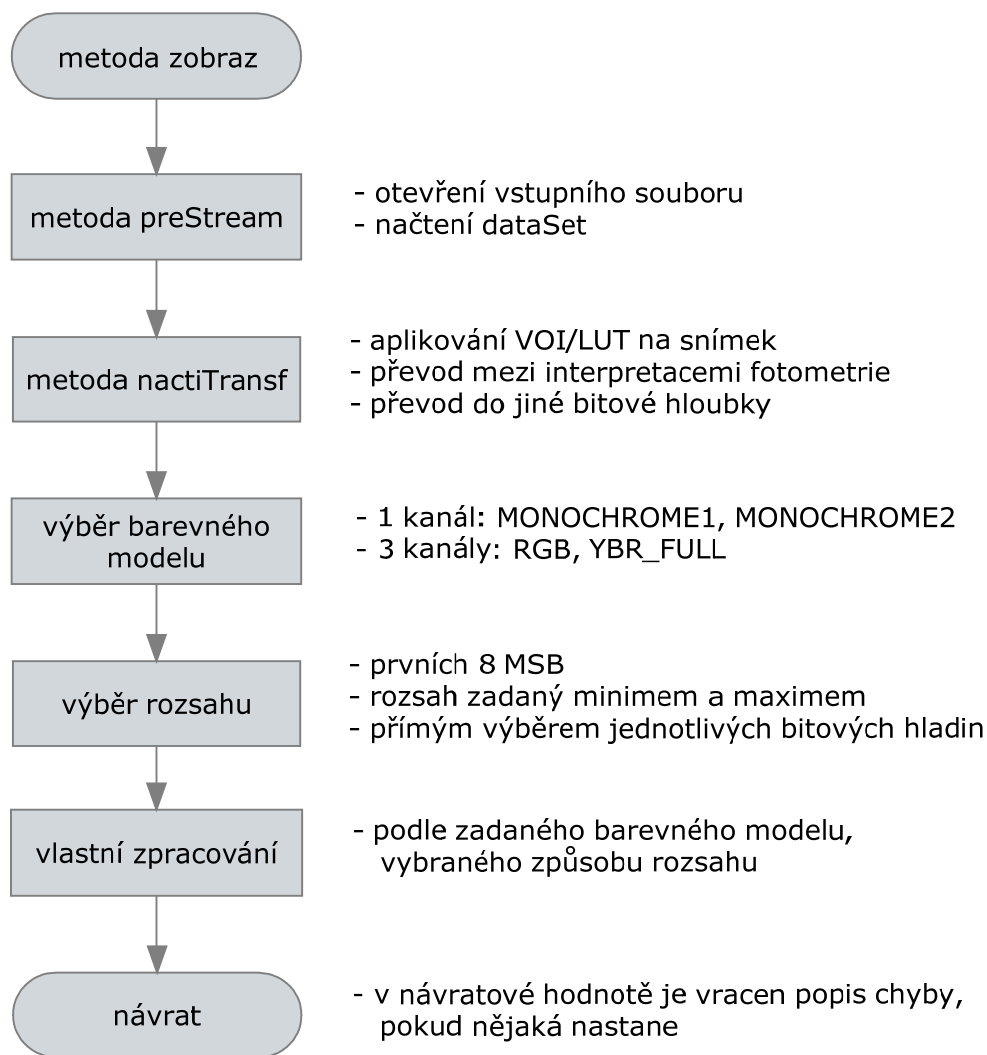 metoda zobraz
metoda preStream
- otevření vstupního souboru
- načtení dataSet
metoda nactiTransf
- aplikování VOI/LUT na snímek
- převod mezi interpretacemi fotometrie
- převod do jiné bitové hloubky
výběr barevného
modelu
- 1 kanál: MONOCHROME1, MONOCHROME2
- 3 kanály: RGB, YBR_FULL
výběr rozsahu
- prvních 8 MSB
- rozsah zadaný minimem a maximem
- přímým výběrem jednotlivých bitových hladin
vlastní zpracování
- podle zadaného barevného modelu,
vybraného způsobu rozsahu
návrat
- v návratové hodnotě je vracen popis chyby,
pokud nějaká nastane